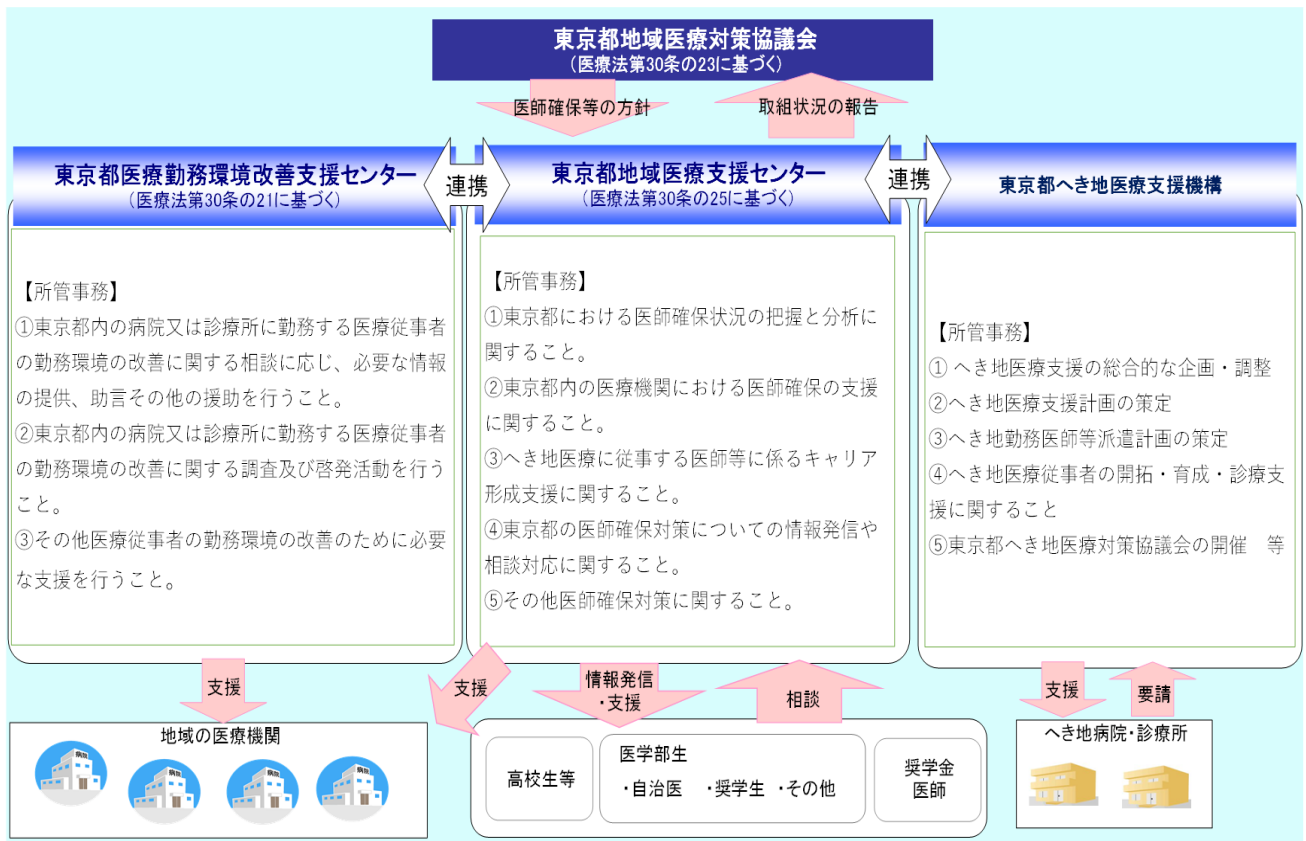 東京都地域医療対策協議会
(医療法第30条の23に基づく)
医師確保等の方針
取組状況の報告
東京都医療勤務環境改善支援センター
(医療法第30条の21に基づく)
連携
東京都地域医療支援センター
(医療法第30条の25に基づく)
連携
東京都へき地医療支援機構
【所管事務】
①東京都内の病院又は診療所に勤務する医療従事者
の勤務環境の改善に関する相談に応じ、必要な情報
の提供、助言その他の援助を行うこと。
②東京都内の病院又は診療所に勤務する医療従事者
の勤務環境の改善に関する調査及び啓発活動を行う
こと。
③その他医療従事者の勤務環境の改善のために必要
な支援を行うこと。
【所管事務】
①東京都における医師確保状況の把握と分析に
関すること。
②東京都内の医療機関における医師確保の支援
に関すること。
③へき地医療に従事する医師等に係るキャリア
形成支援に関すること。
④東京都の医師確保対策についての情報発信や
相談対応に関すること。
⑤その他医師確保対策に関すること。
【所管事務】
① へき地医療支援の総合的な企画・調整
②へき地医療支援計画の策定
③へき地勤務医師等派遣計画の策定
④へき地医療従事者の開拓・育成・診療支
援に関すること
⑤東京都へき地医療対策協議会の開催　等
支援
支援
情報発信
・支援
相談
支援
要請
地域の医療機関
病院
病院
病院
病院
高校生等
医学部生
・自治医　・奨学生　・その他
奨学金
医師
へき地病院・診療所